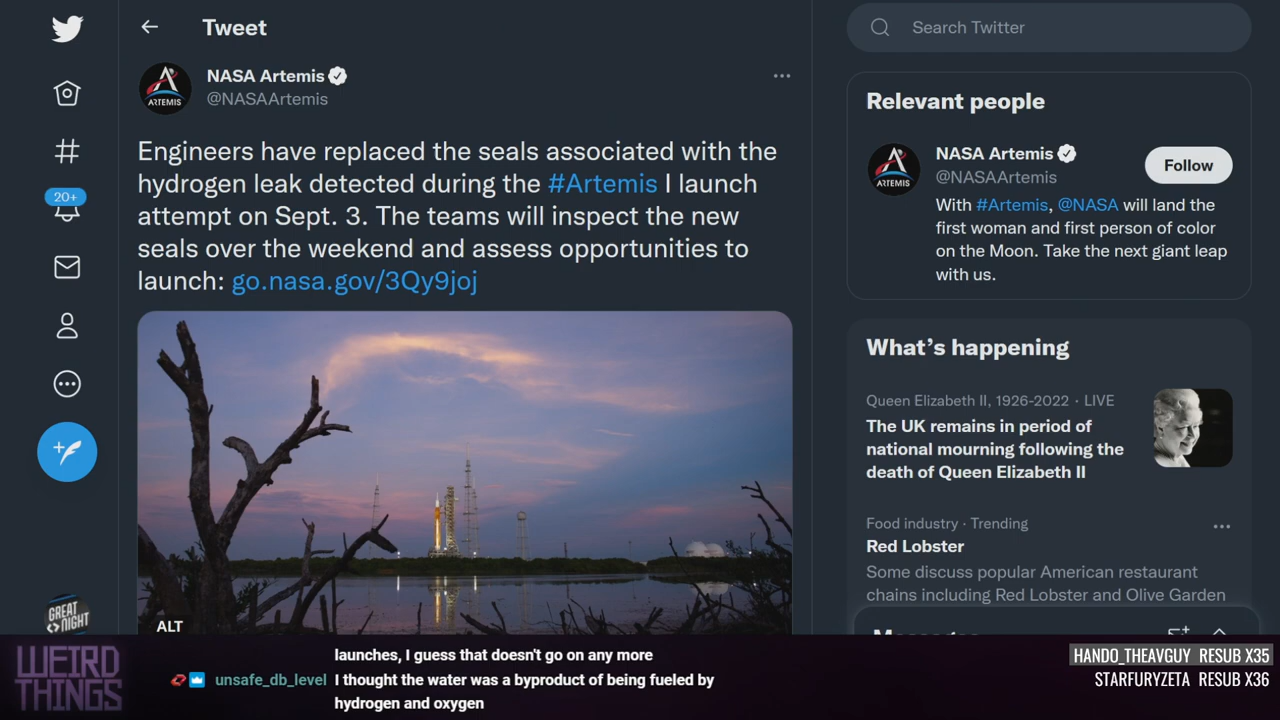 Tweet
Search Twitter
NASA Artemis
@NASAArtemis
ARTEMIS
Engineers have replaced the seals associated with the
hydrogen leak detected during the #Artemis I launch
attempt on Sept. 3. The teams will inspect the new
seals over the weekend and assess opportunities to
launch: go.nasa.gov/3Qy9joj
ALT
20+
GREAT
NIGHT
Relevant people
ARTEMIS
NASA Artemis
@NASAArtemis
Follow
With #Artemis, @NASA will land the
first woman and first person of color
on the Moon. Take the next giant leap
with us.
What's happening
Queen Elizabeth II, 1926-2022 · LIVE
The UK remains in period of
national mourning following the
death of Queen Elizabeth II
Food industry · Trending
Red Lobster
Some discuss popular American restaurant
chains including Red Lobster and Olive Garden
Messages
WEIRD
THINGS
launches, I guess that doesn't go on any more
unsafe_db_level I thought the water was a byproduct of being fueled by
hydrogen and oxygen
HANDO_THEAVGUY RESUB X35
STARFURYZETA RESUB X36